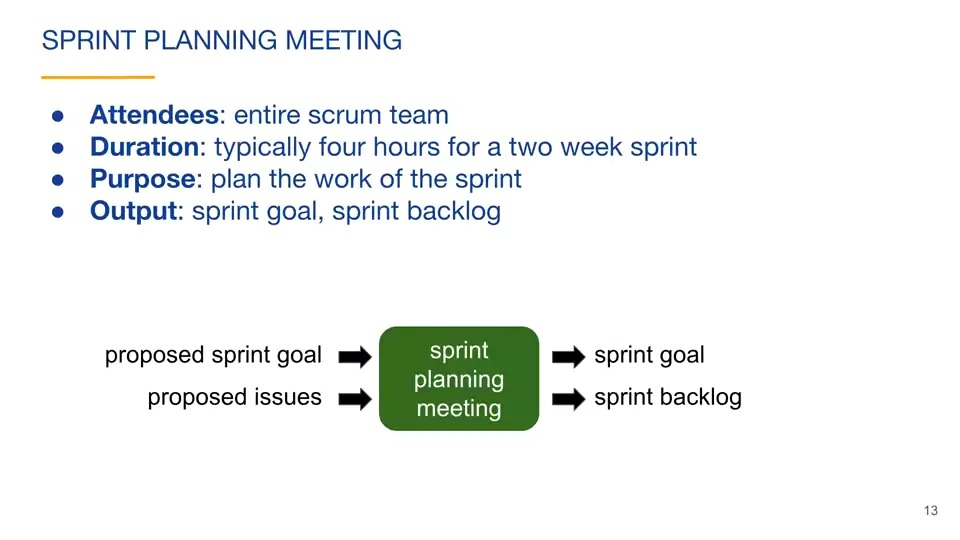 SPRINT PLANNING MEETING
● Attendees: entire scrum team
● Duration: typically four hours for a two week sprint
● Purpose: plan the work of the sprint
● Output: sprint goal, sprint backlog
proposed sprint goal
proposed issues
sprint
planning
meeting
sprint goal
sprint backlog
13